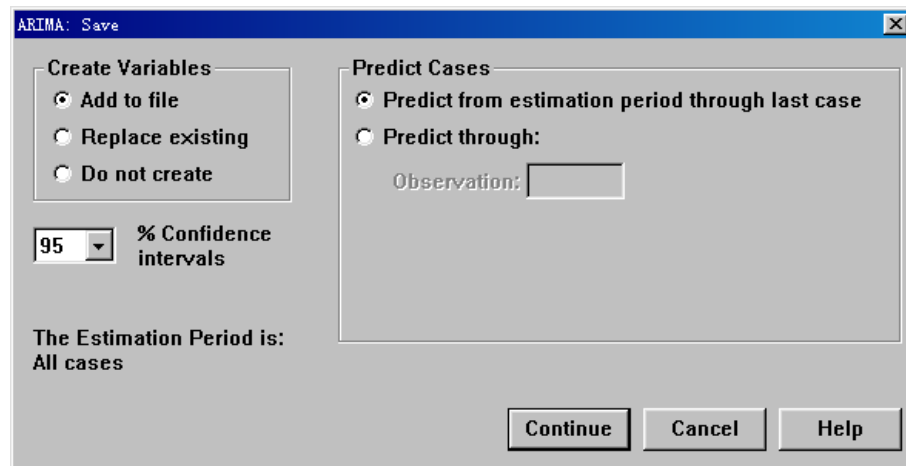 ARIMA: Save
Create Variables
Add to file
Replace existing
Do not create
95
% Confidence
intervals
The Estimation Period is:
All cases
Predict Cases
Predict from estimation period through last case
Predict through:
Observation:
Continue
Cancel
Help